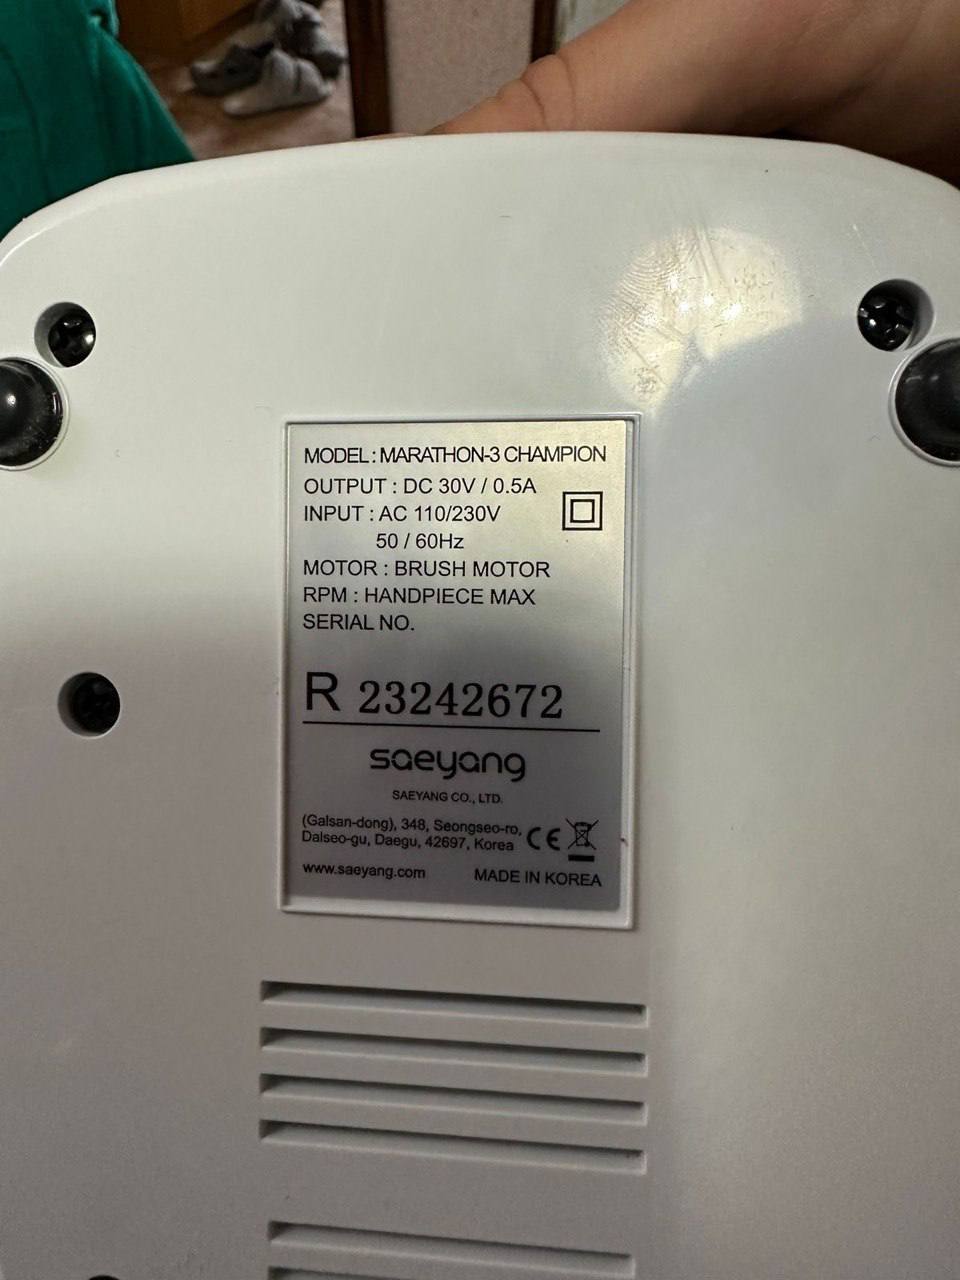 MODEL : MARATHON-3 CHAMPION
OUTPUT : DC 30V / 0.5A
INPUT : AC 110/230V
50 / 60Hz
MOTOR : BRUSH MOTOR
RPM : HANDPIECE MAX
SERIAL NO.
R 23242672
saeyang
SAEYANG CO., LTD.
(Galsan-dong), 348, Seongseo-ro,
Dalseo-gu, Daegu, 42697, Korea
CE
www.saeyang.com MADE IN KOREA